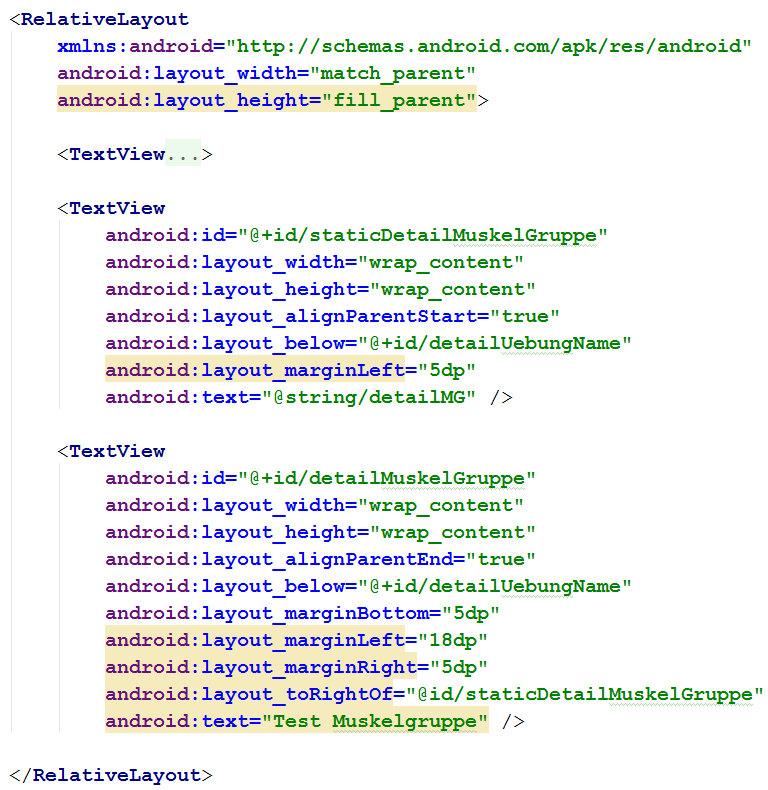 <RelativeLayout
    xmlns:android="http://schemas.android.com/apk/res/android"
    android:layout_width="match_parent"
    android:layout_height="fill_parent">

    <TextView...>

    <TextView
        android:id="@+id/staticDetailMuskelGruppe"
        android:layout_width="wrap_content"
        android:layout_height="wrap_content"
        android:layout_alignParentStart="true"
        android:layout_below="@+id/detailUebungName"
        android:layout_marginLeft="5dp"
        android:text="@string/detailMG" />

    <TextView
        android:id="@+id/detailMuskelGruppe"
        android:layout_width="wrap_content"
        android:layout_height="wrap_content"
        android:layout_alignParentEnd="true"
        android:layout_below="@+id/detailUebungName"
        android:layout_marginBottom="5dp"
        android:layout_marginLeft="18dp"
        android:layout_marginRight="5dp"
        android:layout_toRightOf="@id/staticDetailMuskelGruppe"
        android:text="Test Muskelgruppe" />

</RelativeLayout>